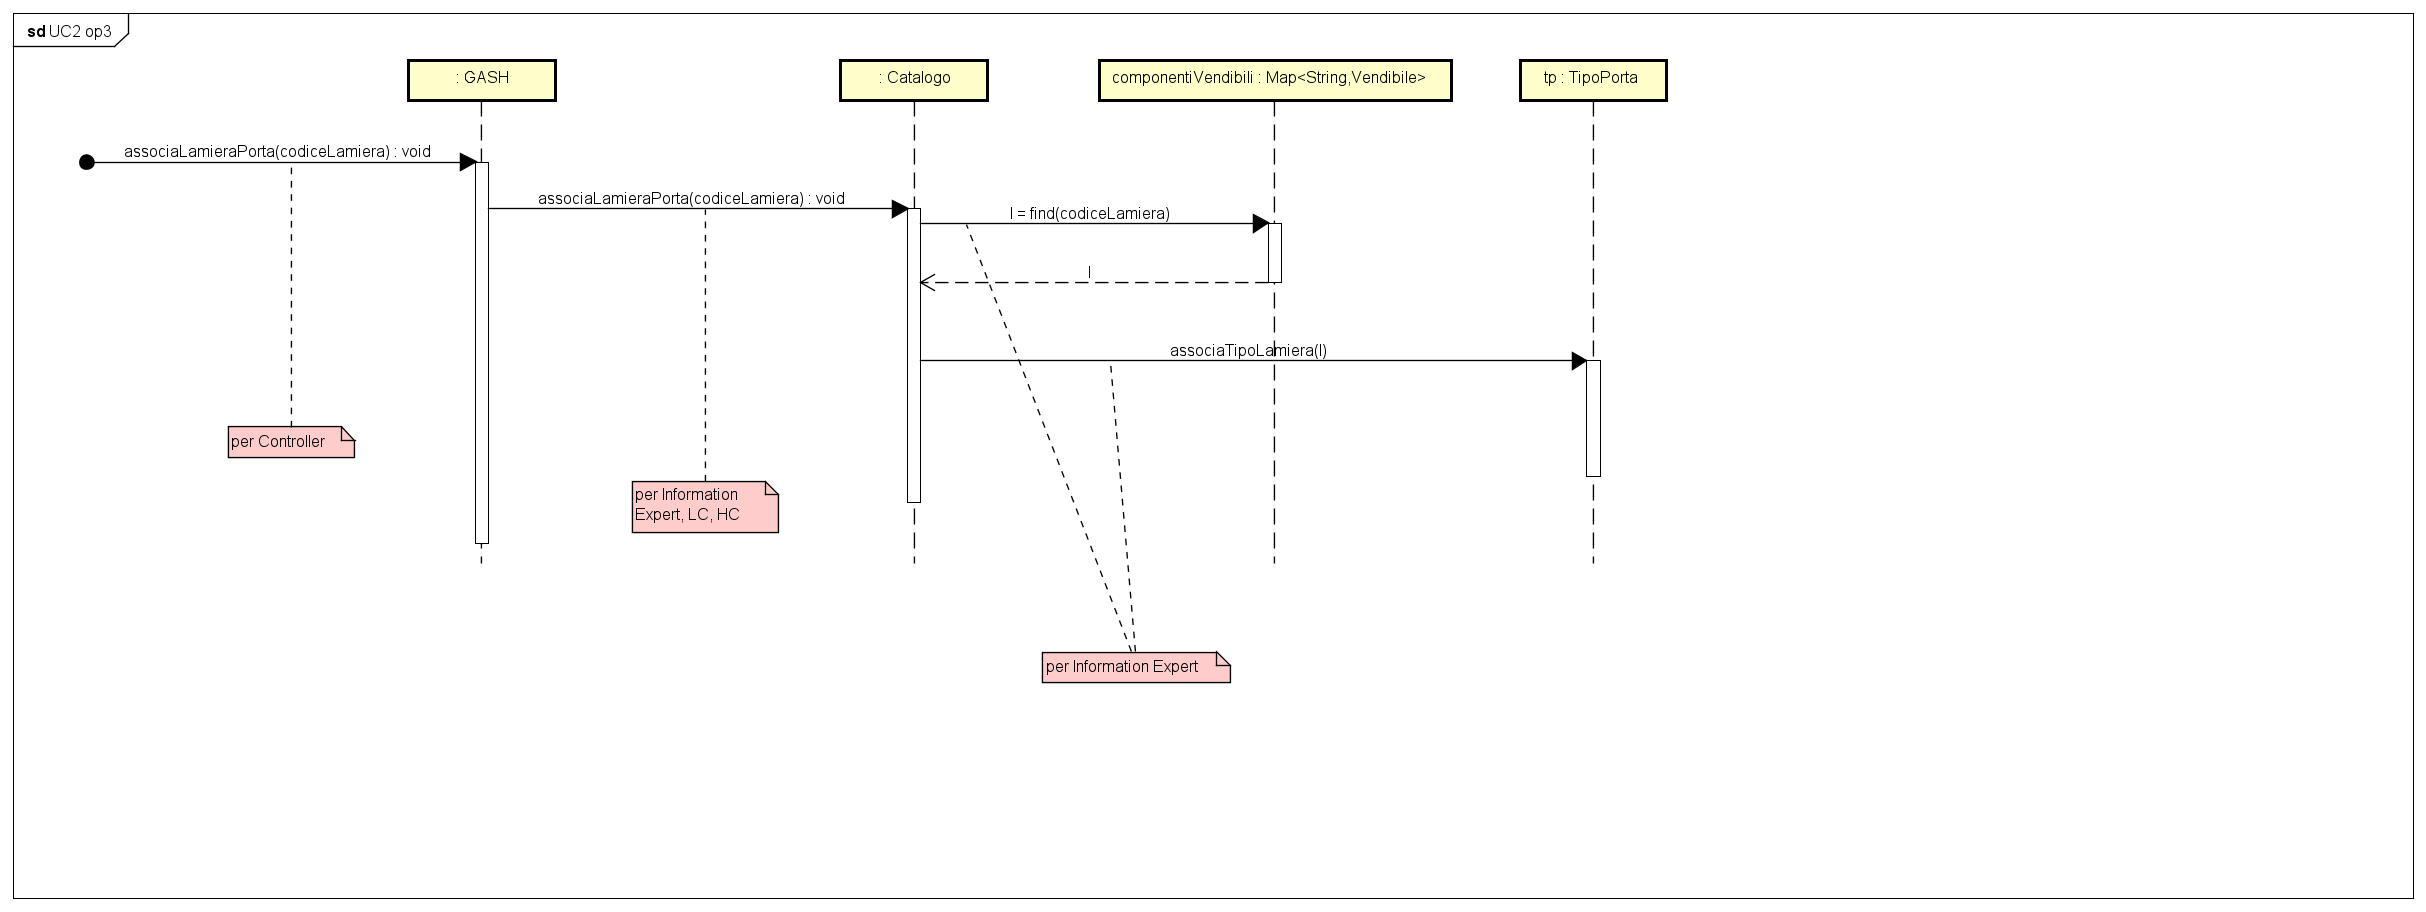 sd UC2 op3
: GASH
: Catalogo
componentiVendibili : Map<String,Vendibile>
tp : TipoPorta
associaLamieraPorta(codiceLamiera) : void
associaLamieraPorta(codiceLamiera) : void
l = find(codiceLamiera)
l
associaTipoLamiera(l)
per Controller
per Information
Expert, LC, HC
per Information Expert